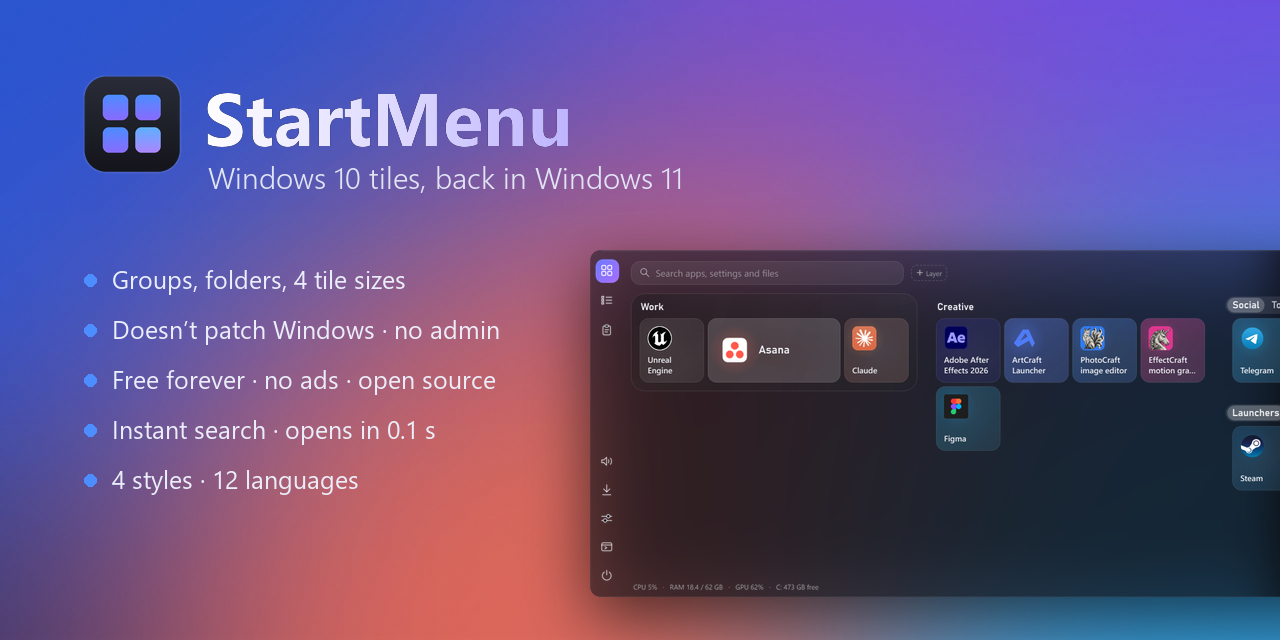 StartMenu
Windows 10 tiles, back in Windows 11
Groups, folders, 4 tile sizes
Doesn’t patch Windows · no admin
Free forever · no ads · open source
Instant search · opens in 0.1 s
4 styles · 12 languages
Search apps, settings and files
+ Layer
Work
Unreal
Engine
Asana
Claude
Creative
Ae
Adobe After
Effects 2026
ArtCraft
Launcher
PhotoCraft
image editor
EffectCraft
motion gra...
Figma
Social
To
Telegram
Launchers
Steam
CPU 5% · RAM 18.4 / 62 GB · GPU 62% · C: 473 GB free